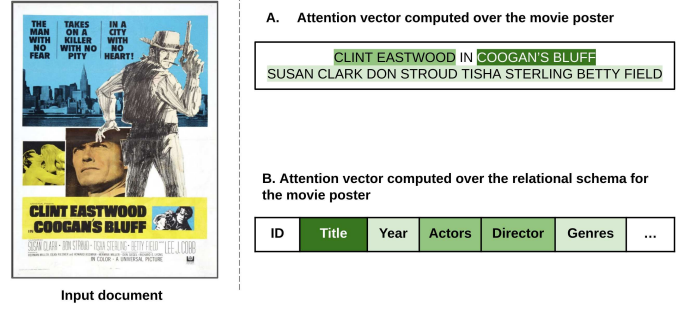 THE MAN WITH NO FEAR
TAKES ON A KILLER WITH NO PITY
IN A CITY WITH NO HEART!
CLINT EASTWOOD
IN COOGAN'S BLUFF
SUSAN CLARK · DON STROUD · TISHA STERLING · BETTY FIELD LEE J. COBB
IN COLOR · A UNIVERSAL PICTURE
Input document
A. Attention vector computed over the movie poster
CLINT EASTWOOD IN COOGAN'S BLUFF
SUSAN CLARK DON STROUD TISHA STERLING BETTY FIELD
B. Attention vector computed over the relational schema for
the movie poster
ID Title Year Actors Director Genres ...